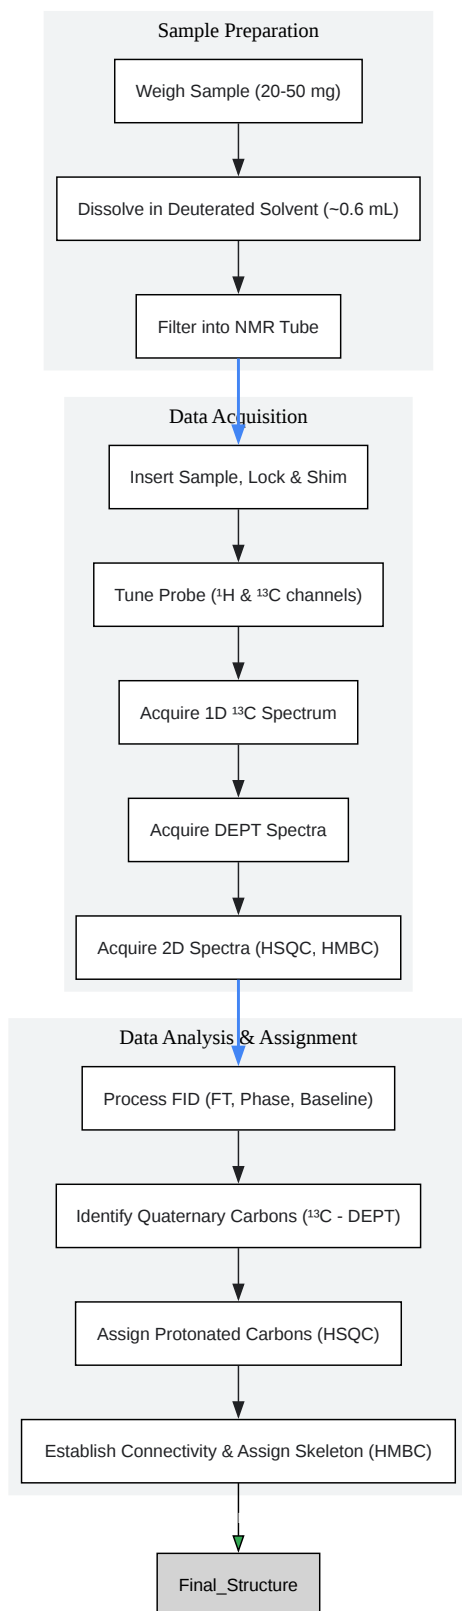 Sample Preparation
Weigh Sample (20-50 mg)
Dissolve in Deuterated Solvent (~0.6 mL)
Filter into NMR Tube
Data Acquisition
Insert Sample, Lock & Shim
Tune Probe (¹H & ¹³C channels)
Acquire 1D ¹³C Spectrum
Acquire DEPT Spectra
Acquire 2D Spectra (HSQC, HMBC)
Data Analysis & Assignment
Process FID (FT, Phase, Baseline)
Identify Quaternary Carbons (¹³C - DEPT)
Assign Protonated Carbons (HSQC)
Establish Connectivity & Assign Skeleton (HMBC)
Final_Structure